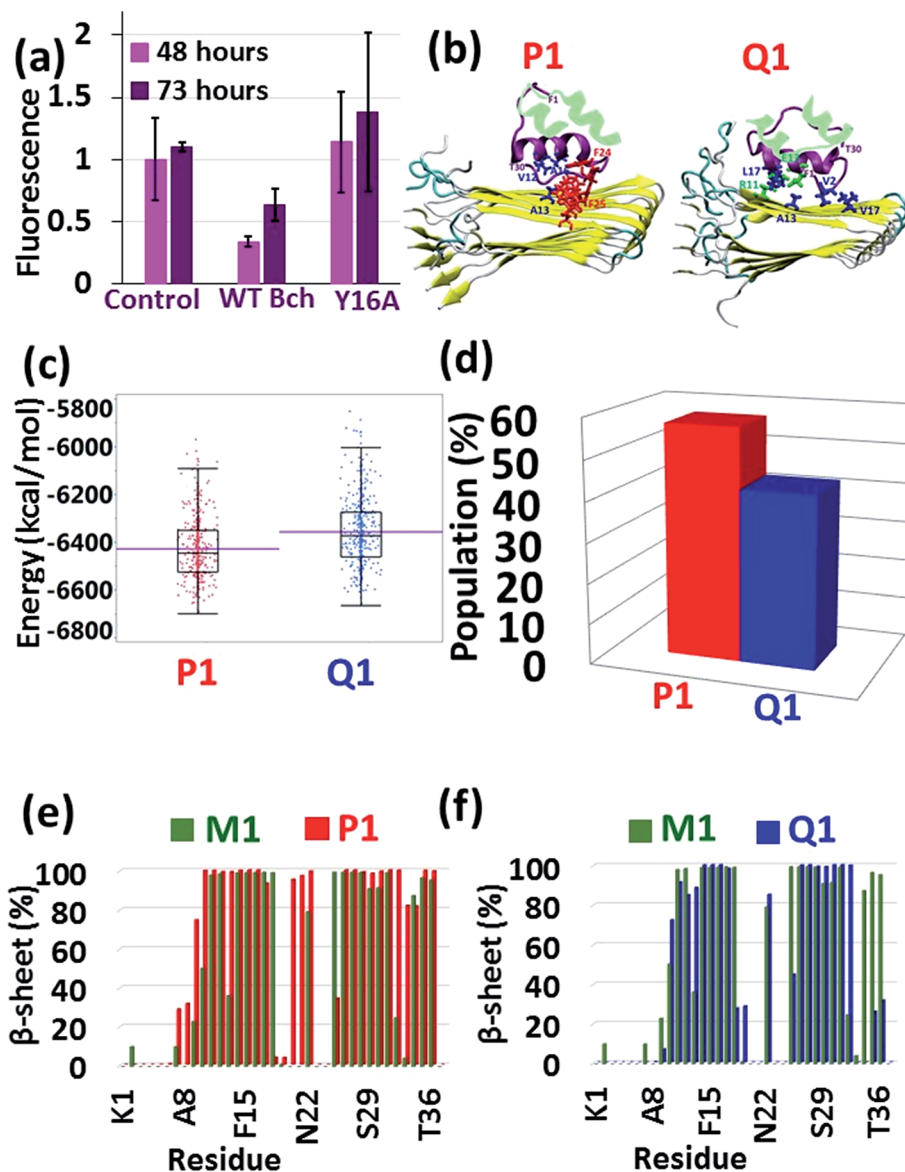 (a)
48 hours
73 hours
Fluorescence
2
1.5
1
0.5
0
Control
WT Bch
Y16A
(b)
P1
F1
T30
V12
F24
A13
F25
Q1
T30
L17
F1
R11
V2
A13
V17
(c)
Energy (kcal/mol)
-5800
-6000
-6200
-6400
-6600
-6800
P1
Q1
(d)
Population (%)
60
50
40
30
20
10
0
P1
Q1
(e)
M1
P1
β-sheet (%)
100
80
60
40
20
0
K1
A8
F15
N22
S29
T36
Residue
(f)
M1
Q1
β-sheet (%)
100
80
60
40
20
0
K1
A8
F15
N22
S29
T36
Residue